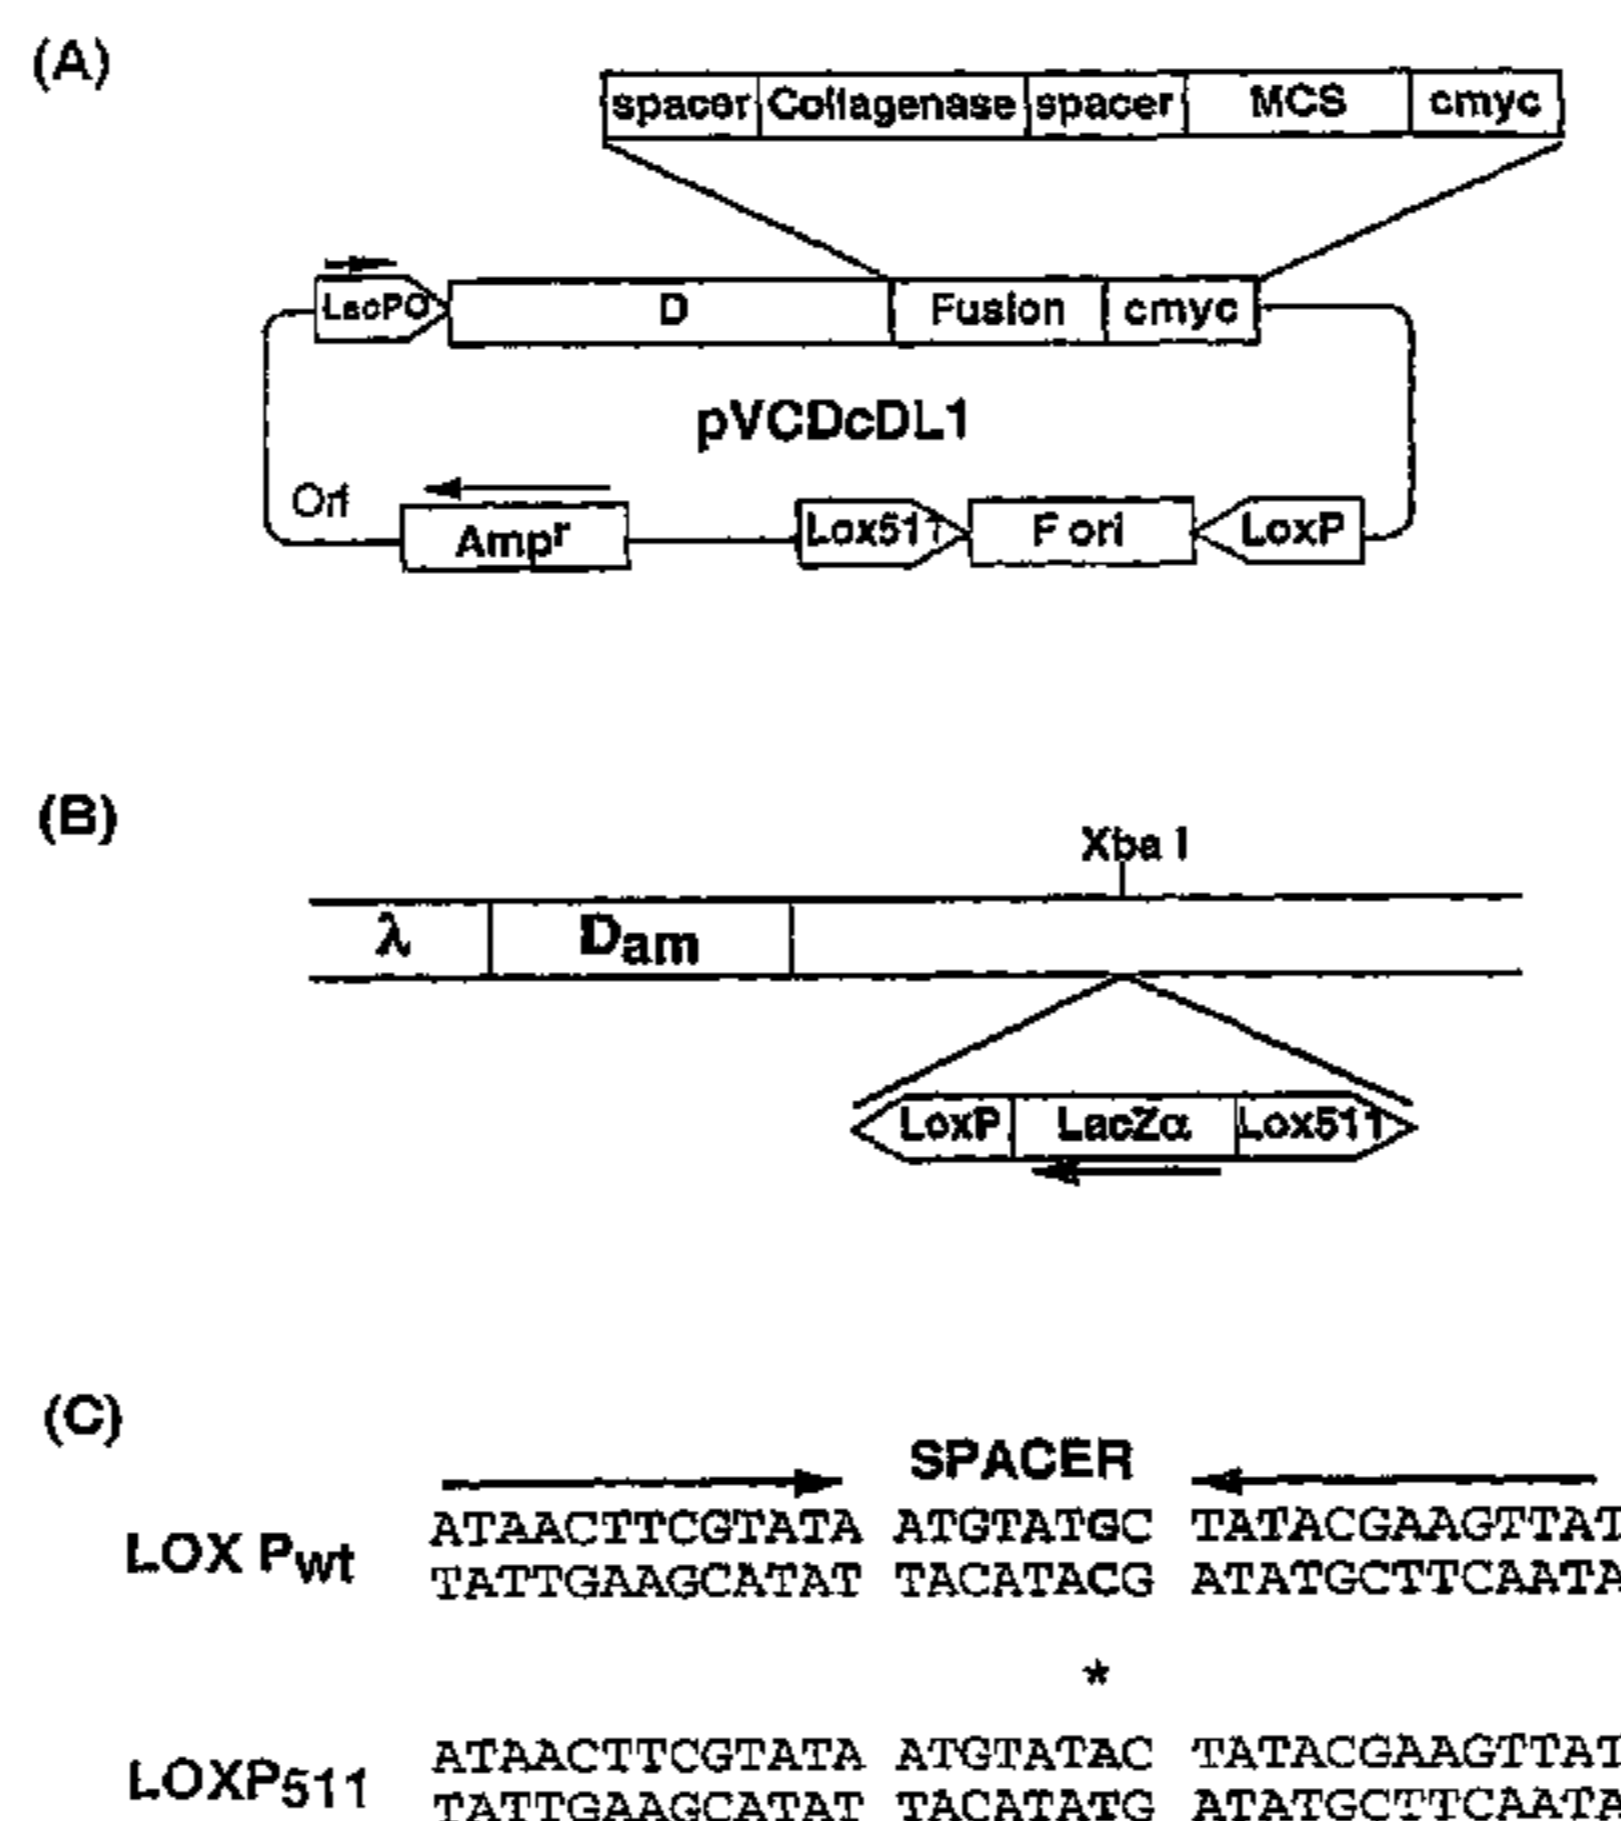 (A)
spacer Collagenase spacer MCS cmyc
LacPO D Fusion cmyc
pVCDcDL1
Ori
Ampr Lox511 F ori LoxP
(B)
Xba I
λ Dam
LoxP LacZα Lox511
(C)
SPACER
LOX Pwt
ATAACTTCGTATA ATGTATGC TATACGAAGTTAT
TATTGAAGCATAT TACATACG ATATGCTTCAATA
*
LOXP511
ATAACTTCGTATA ATGTATAC TATACGAAGTTAT
TATTGAAGCATAT TACATATG ATATGCTTCAATA